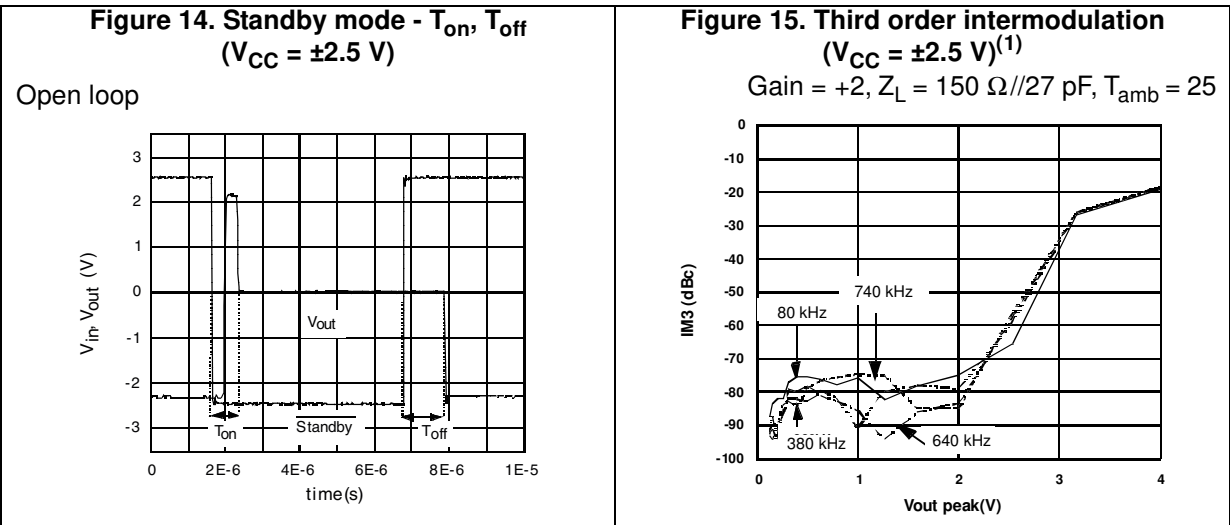 Figure 14. Standby mode - Ton, Toff
(VCC = ±2.5 V)
Open loop
3
2
1
0
-1
-2
-3
Vin, Vout (V)
Vout
Ton
Standby
Toff
0 2E-6 4E-6 6E-6 8E-6 1E-5
time(s)
Figure 15. Third order intermodulation
(VCC = ±2.5 V)(1)
Gain = +2, ZL = 150 Ω//27 pF, Tamb = 25
0
-10
-20
-30
-40
-50
-60
-70
-80
-90
-100
IM3 (dBc)
740 kHz
80 kHz
380 kHz
640 kHz
0 1 2 3 4
Vout peak(V)